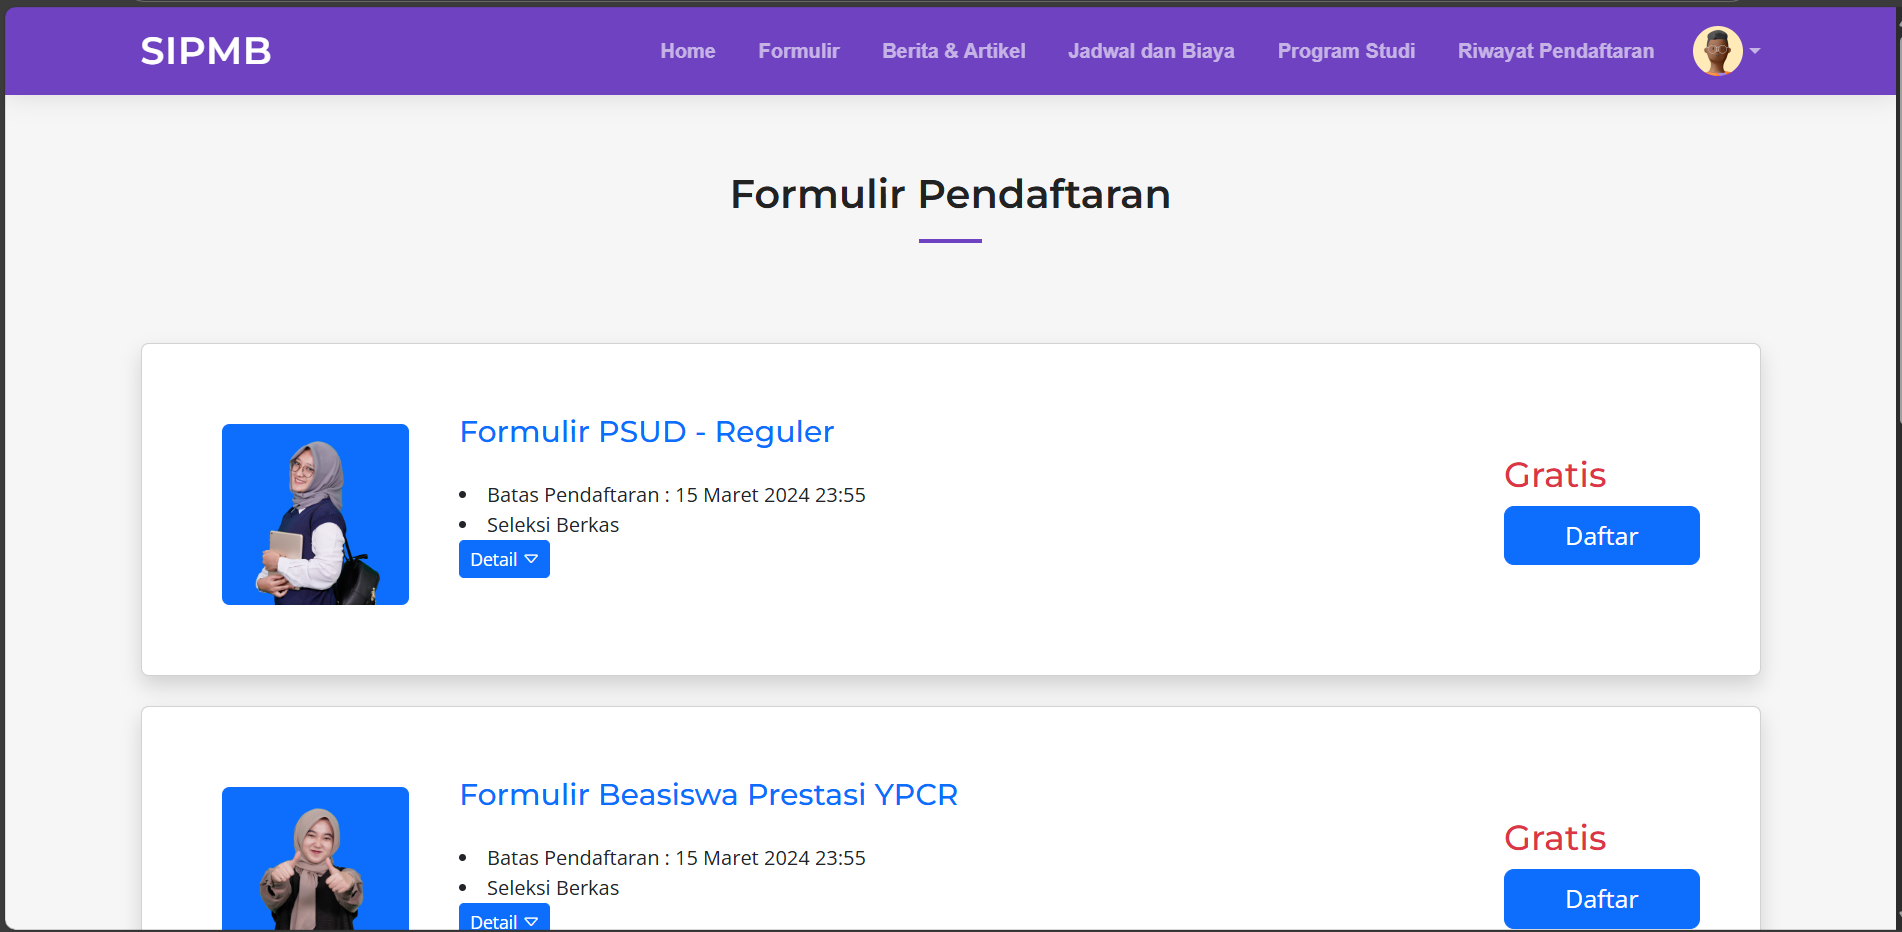 SIPMB Home Formulir Berita & Artikel Jadwal dan Biaya Program Studi Riwayat Pendaftaran
Formulir Pendaftaran
Formulir PSUD - Reguler
Batas Pendaftaran : 15 Maret 2024 23:55
Seleksi Berkas
Detail
Gratis
Daftar
Formulir Beasiswa Prestasi YPCR
Batas Pendaftaran : 15 Maret 2024 23:55
Seleksi Berkas
Detail
Gratis
Daftar